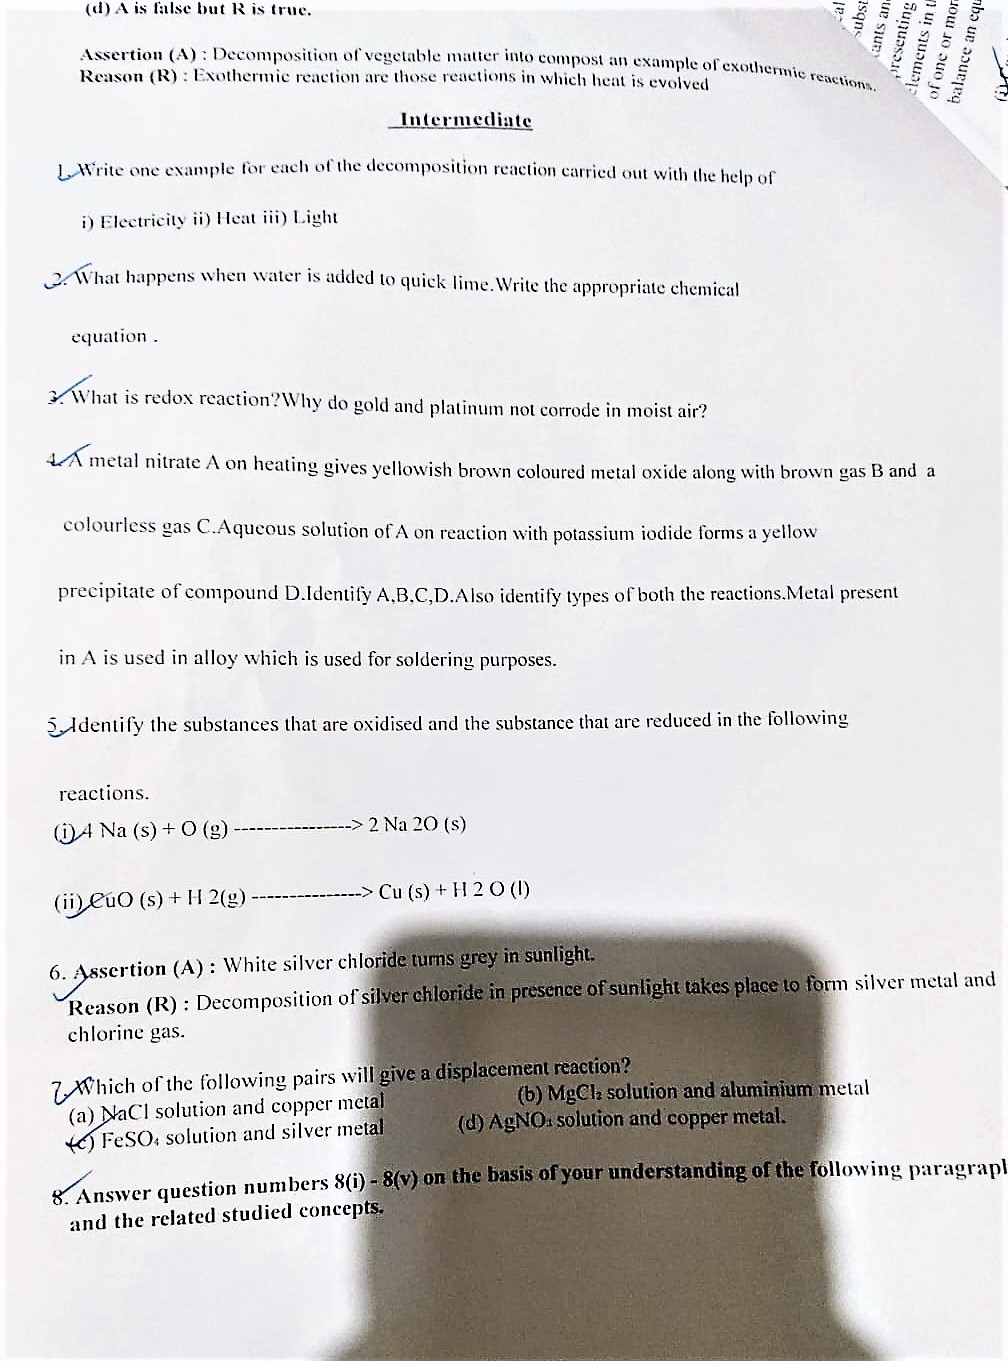 (d) A is false but R is true.
Assertion (A) : Decomposition of vegetable matter into compost an example of exothermic reactions.
Reason (R) : Exothermic reaction are those reactions in which heat is evolved
Intermediate
1. Write one example for each of the decomposition reaction carried out with the help of
i) Electricity ii) Heat iii) Light
2. What happens when water is added to quick lime.Write the appropriate chemical
equation .
3. What is redox reaction?Why do gold and platinum not corrode in moist air?
4. A metal nitrate A on heating gives yellowish brown coloured metal oxide along with brown gas B and a
colourless gas C.Aqueous solution of A on reaction with potassium iodide forms a yellow
precipitate of compound D.Identify A,B,C,D.Also identify types of both the reactions.Metal present
in A is used in alloy which is used for soldering purposes.
5. Identify the substances that are oxidised and the substance that are reduced in the following
reactions.
(i) 4 Na (s) + O (g) ----------------> 2 Na 2O (s)
(ii) CuO (s) + H 2(g) ---------------> Cu (s) + H 2 O (l)
6. Assertion (A) : White silver chloride turns grey in sunlight.
Reason (R) : Decomposition of silver chloride in presence of sunlight takes place to form silver metal and
chlorine gas.
7. Which of the following pairs will give a displacement reaction?
(a) NaCl solution and copper metal (b) MgCl₂ solution and aluminium metal
(c) FeSO₄ solution and silver metal (d) AgNO₃ solution and copper metal.
8. Answer question numbers 8(i) - 8(v) on the basis of your understanding of the following paragrap
and the related studied concepts.
ants an
presenting
elements in t
of one or mor
balance an equ
(i)